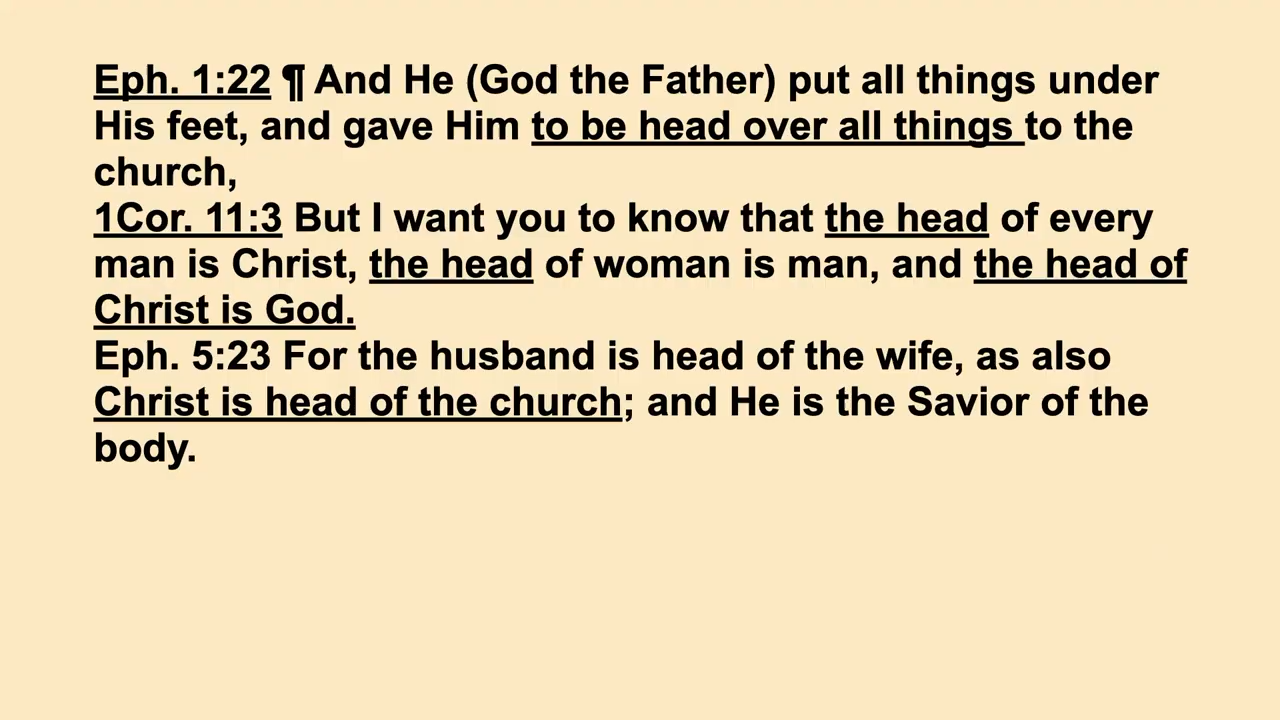 Eph. 1:22 ¶ And He (God the Father) put all things under
His feet, and gave Him to be head over all things to the
church,
1Cor. 11:3 But I want you to know that the head of every
man is Christ, the head of woman is man, and the head of
Christ is God.
Eph. 5:23 For the husband is head of the wife, as also
Christ is head of the church; and He is the Savior of the
body.